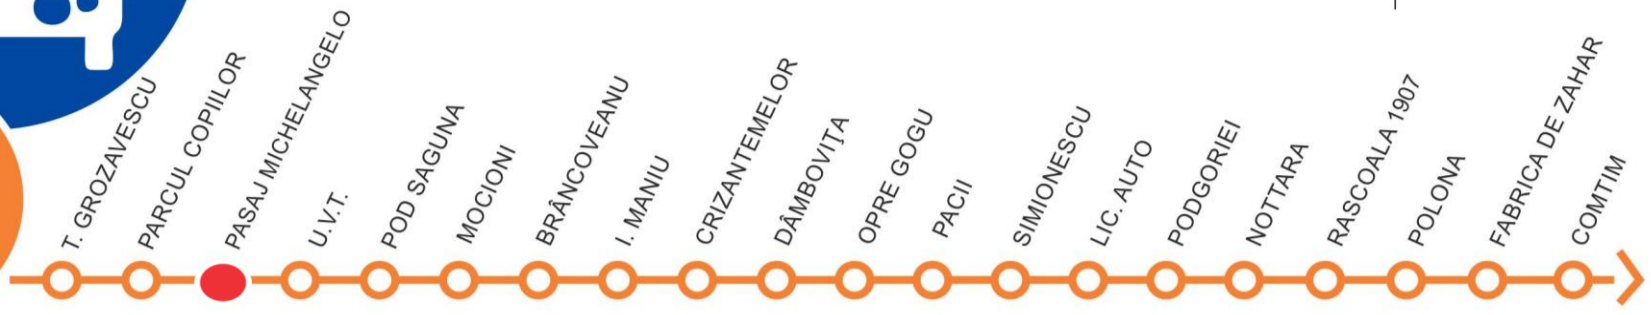 T. GROZAVESCU
PARCUL COPIILOR
PASAJ MICHELANGELO
U.V.T.
POD SAGUNA
MOCIONI
BRÂNCOVEANU
I. MANIU
CRIZANTEMELOR
DÂMBOVIŢA
OPRE GOGU
PACII
SIMIONESCU
LIC. AUTO
PODGORIEI
NOTTARA
RASCOALA 1907
POLONA
FABRICA DE ZAHAR
COMTIM